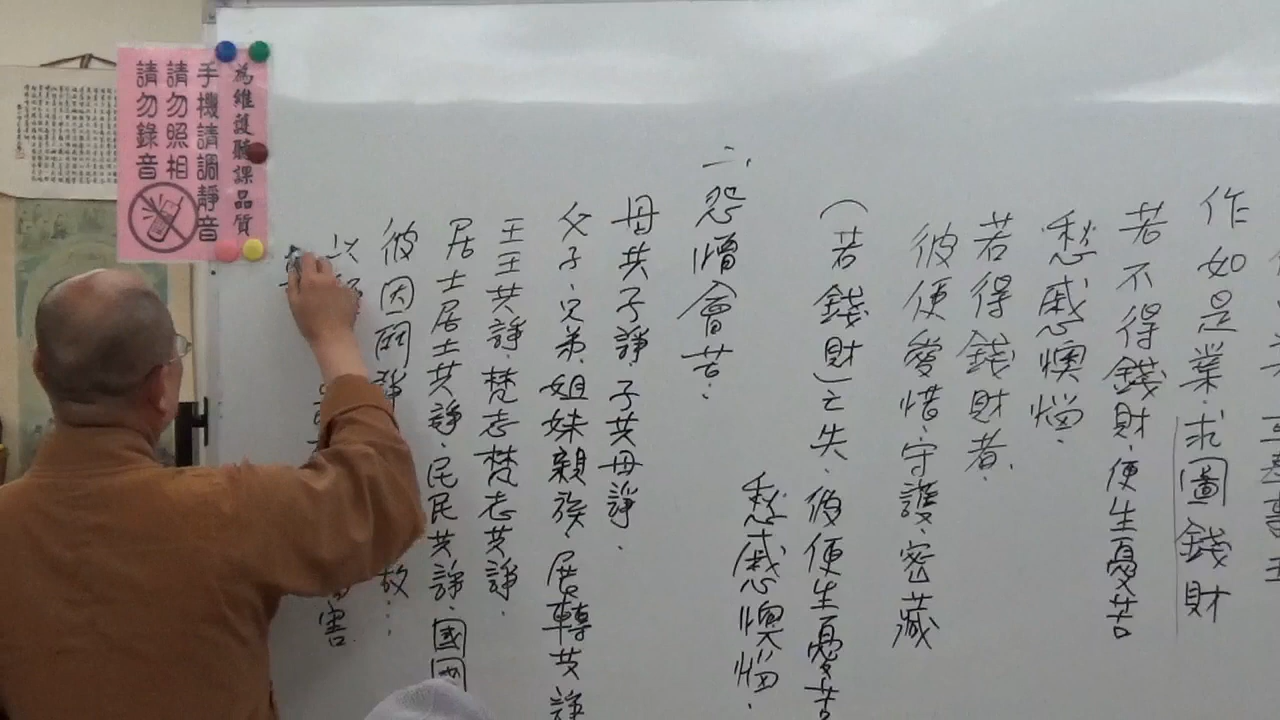 為維護聽課品質
手機請調靜音
請勿照相
請勿錄音
作如是業.求圖錢財
若不得錢財.便生憂苦
愁慼懊惱.
若得錢財者.
彼便愛惜.守護.密藏
(若錢財)亡失.彼便生憂苦
愁慼懊惱.
二、怨憎會苦.
母共子諍.子共母諍.
父子.兄弟.姐妹親族.展轉共諍
王王共諍.梵志梵志共諍.
居士居士共諍.民民共諍.國國
彼因鬪諍 故...
以 害